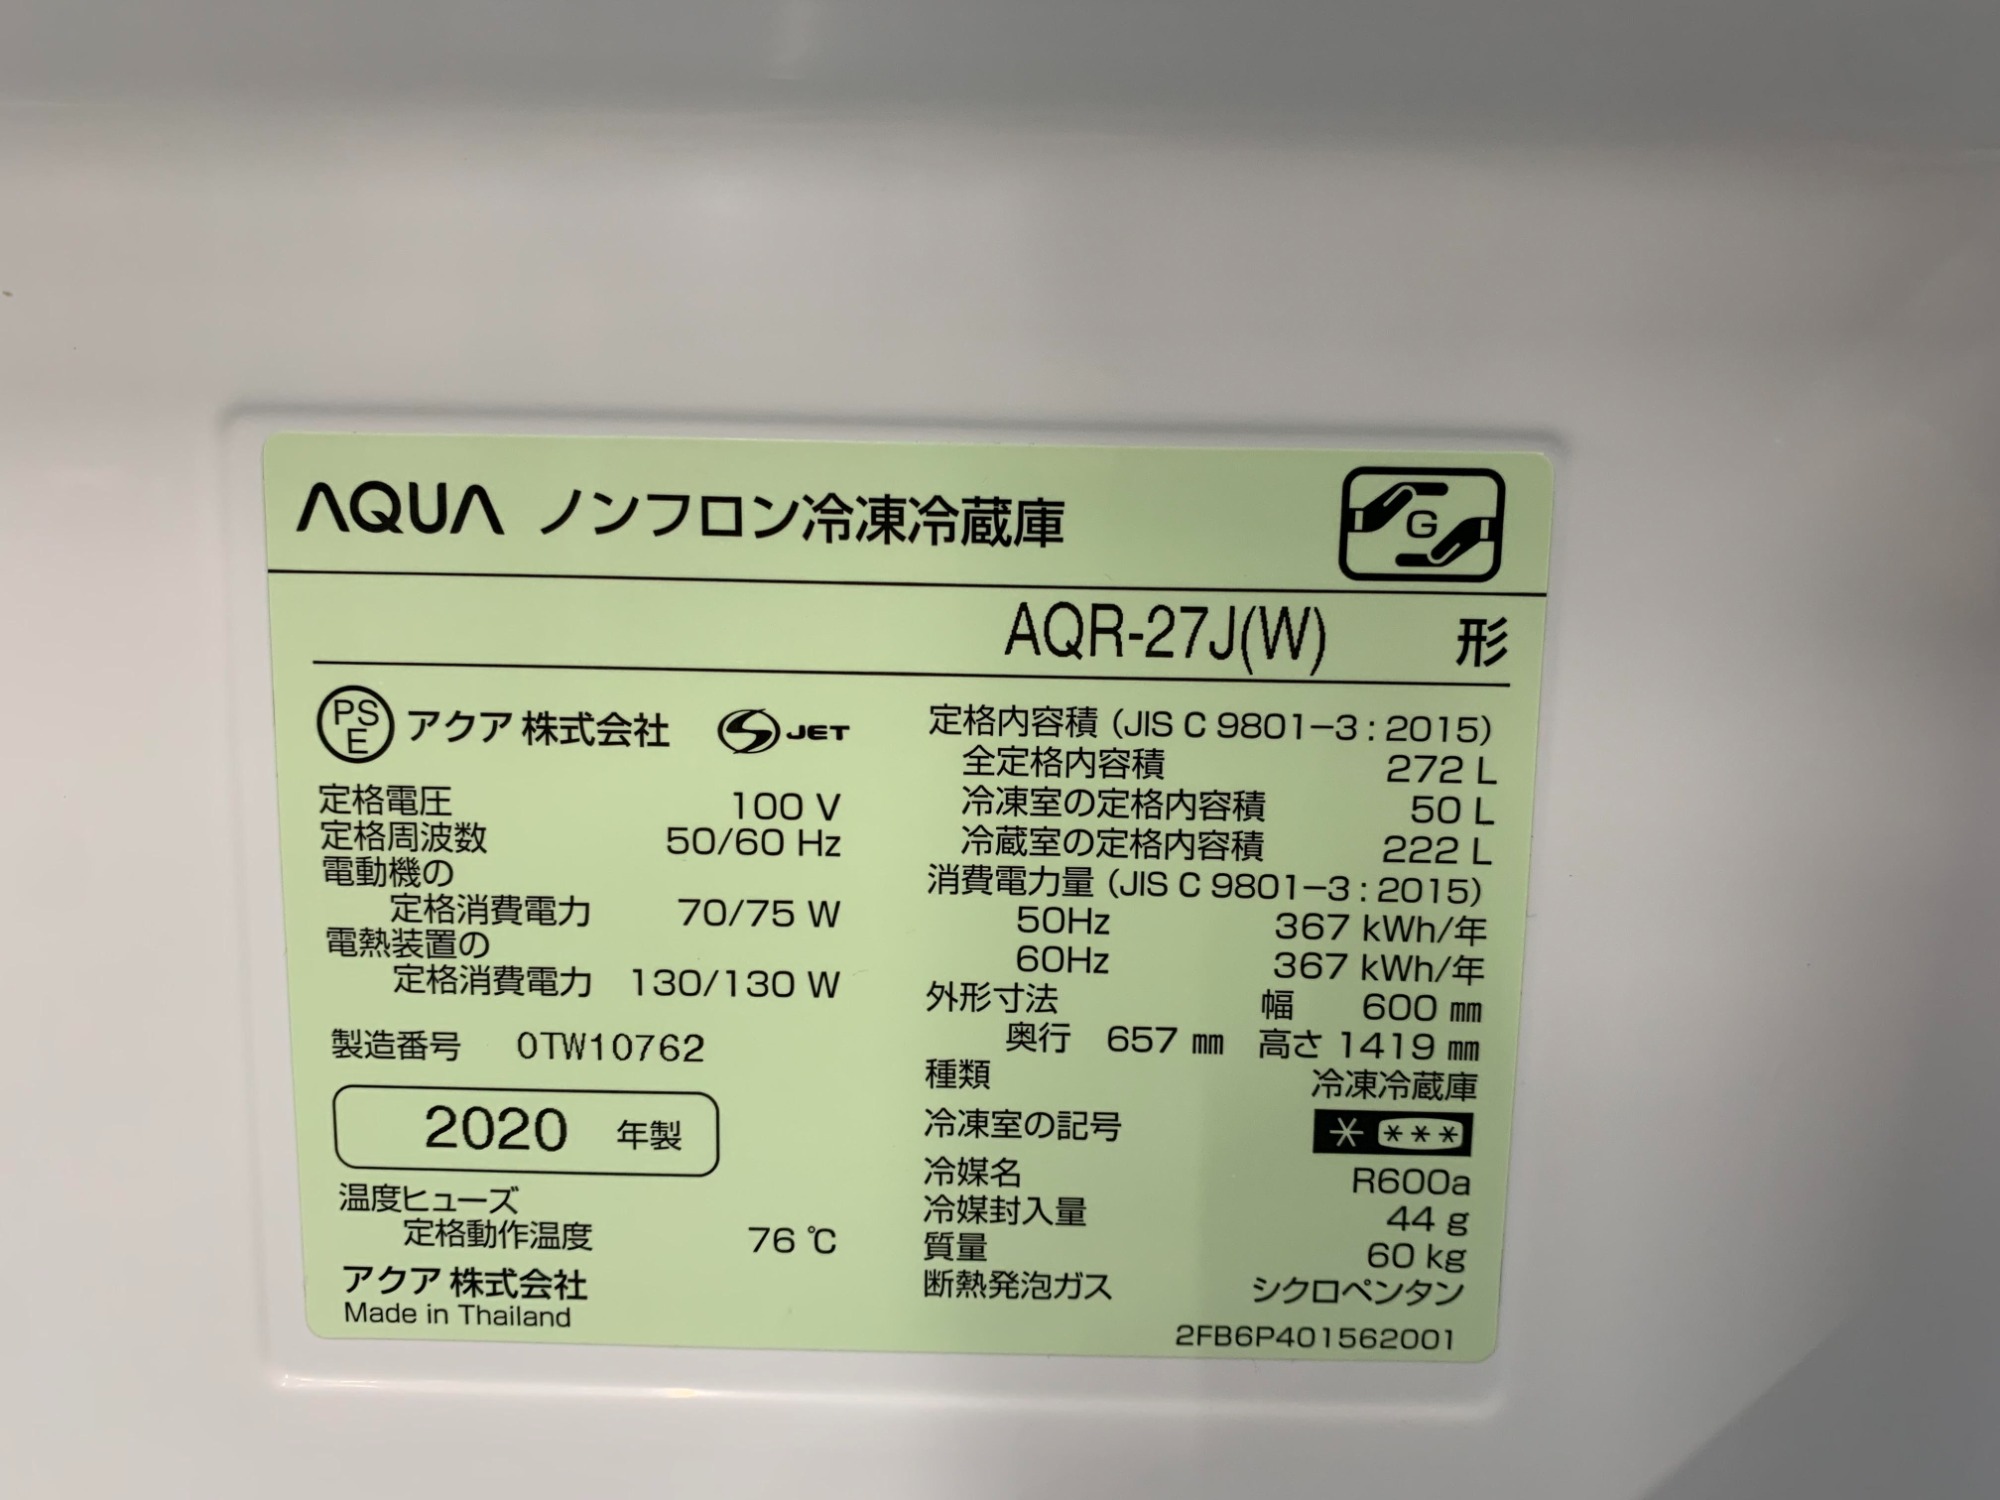 AQUA ノンフロン冷凍冷蔵庫
G
AQR-27J(W) 形
PS
E
アクア 株式会社 S JET
定格電圧 100 V
定格周波数 50/60 Hz
電動機の
定格消費電力 70/75 W
電熱装置の
定格消費電力 130/130 W
製造番号 0TW10762
2020 年製
温度ヒューズ
定格動作温度 76 ℃
アクア 株式会社
Made in Thailand
定格内容積 (JIS C 9801-3 : 2015)
全定格内容積 272 L
冷凍室の定格内容積 50 L
冷蔵室の定格内容積 222 L
消費電力量 (JIS C 9801-3 : 2015)
50Hz 367 kWh/年
60Hz 367 kWh/年
外形寸法 幅 600 ㎜
奥行 657 ㎜ 高さ 1419 ㎜
種類 冷凍冷蔵庫
冷凍室の記号 * ***
冷媒名 R600a
冷媒封入量 44 g
質量 60 kg
断熱発泡ガス シクロペンタン
2FB6P401562001